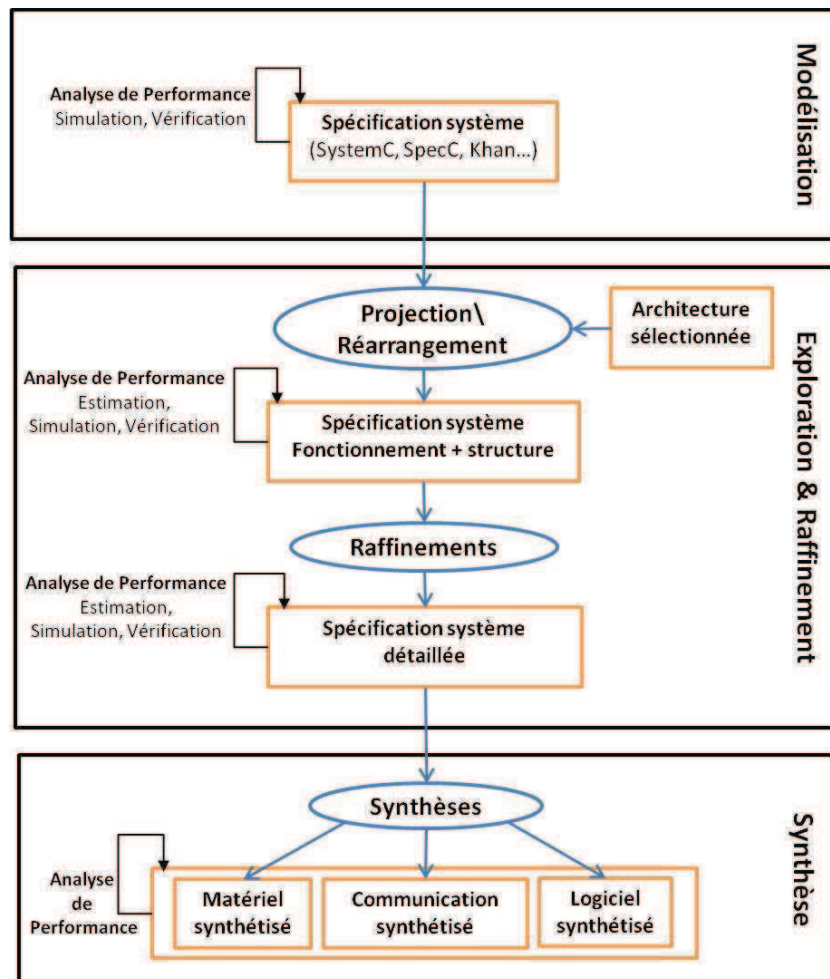 Modélisation
Analyse de Performance
Simulation, Vérification
Spécification système
(SystemC, SpecC, Khan...)
Exploration & Raffinement
Projection\
Réarrangement
Architecture
sélectionnée
Analyse de Performance
Estimation,
Simulation, Vérification
Spécification système
Fonctionnement + structure
Raffinements
Analyse de Performance
Estimation,
Simulation, Vérification
Spécification système
détaillée
Synthèse
Synthèses
Analyse
de
Performance
Matériel
synthétisé
Communication
synthétisé
Logiciel
synthétisé